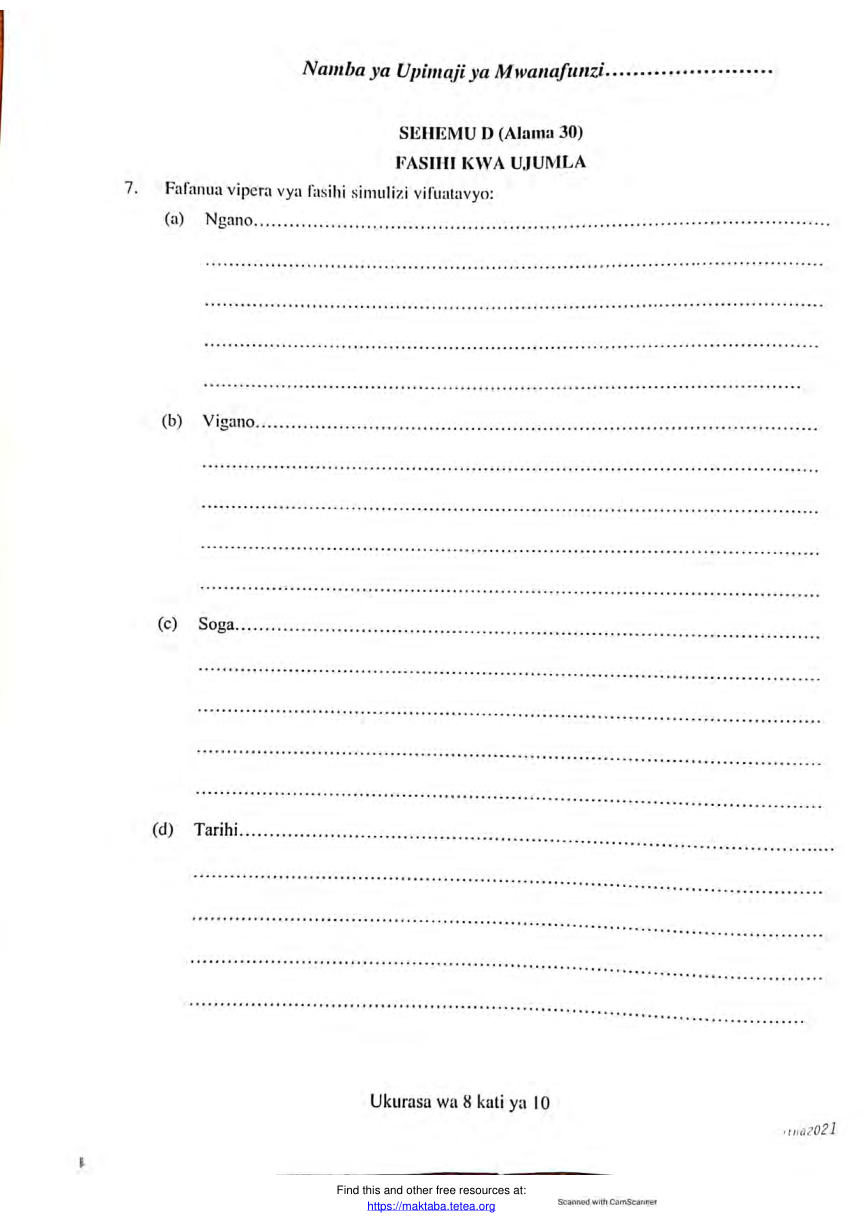 Namba ya Upimaji ya Mwanafunzi........................
SEHEMU D (Alama 30)
FASIHI KWA UJUMLA
7. Fafanua vipera vya fasihi simulizi vifuatavyo:
(a) Ngano....................................................................................
....................................................................................
....................................................................................
....................................................................................
....................................................................................
(b) Vigano....................................................................................
....................................................................................
....................................................................................
....................................................................................
....................................................................................
(c) Soga....................................................................................
....................................................................................
....................................................................................
....................................................................................
....................................................................................
(d) Tarihi....................................................................................
....................................................................................
....................................................................................
....................................................................................
....................................................................................
Ukurasa wa 8 kati ya 10
Find this and other free resources at:
https://maktaba.tetea.org
Scanned with CamScanner